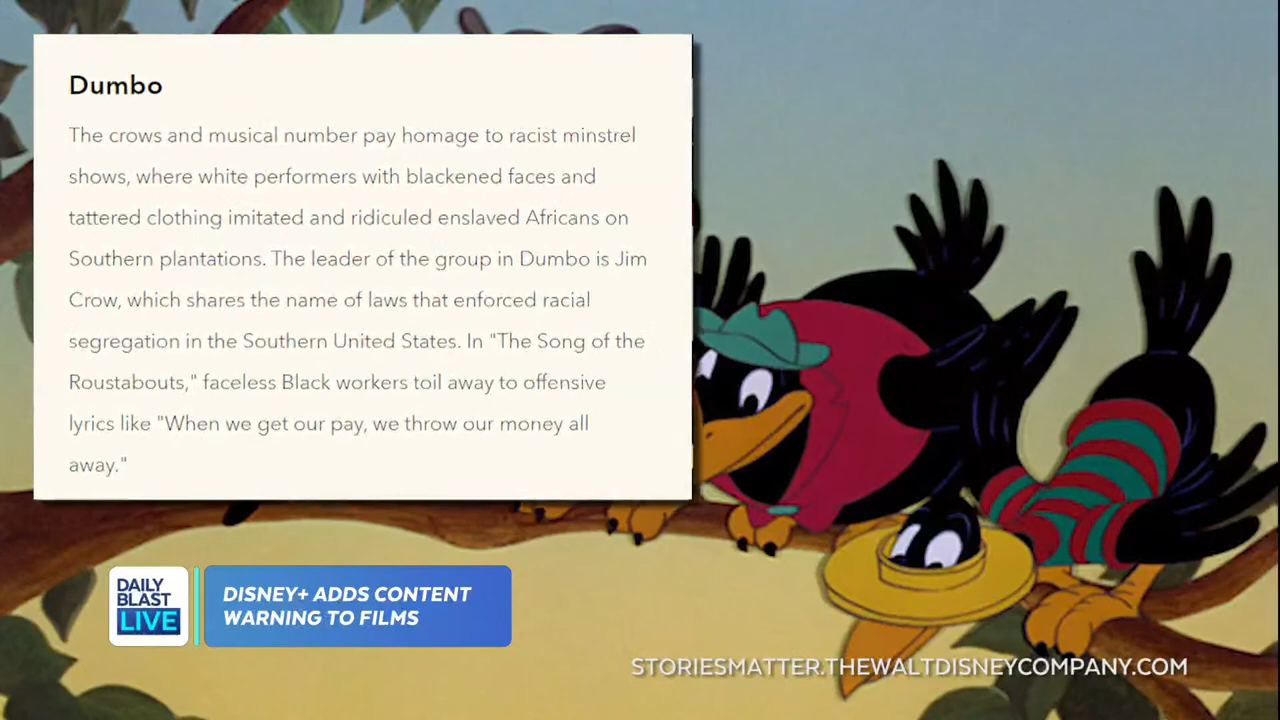 Dumbo
The crows and musical number pay homage to racist minstrel
shows, where white performers with blackened faces and
tattered clothing imitated and ridiculed enslaved Africans on
Southern plantations. The leader of the group in Dumbo is Jim
Crow, which shares the name of laws that enforced racial
segregation in the Southern United States. In "The Song of the
Roustabouts," faceless Black workers toil away to offensive
lyrics like "When we get our pay, we throw our money all
away."
DAILY
BLAST
LIVE
DISNEY+ ADDS CONTENT
WARNING TO FILMS
STORIESMATTER.THEWALTDISNEYCOMPANY.COM